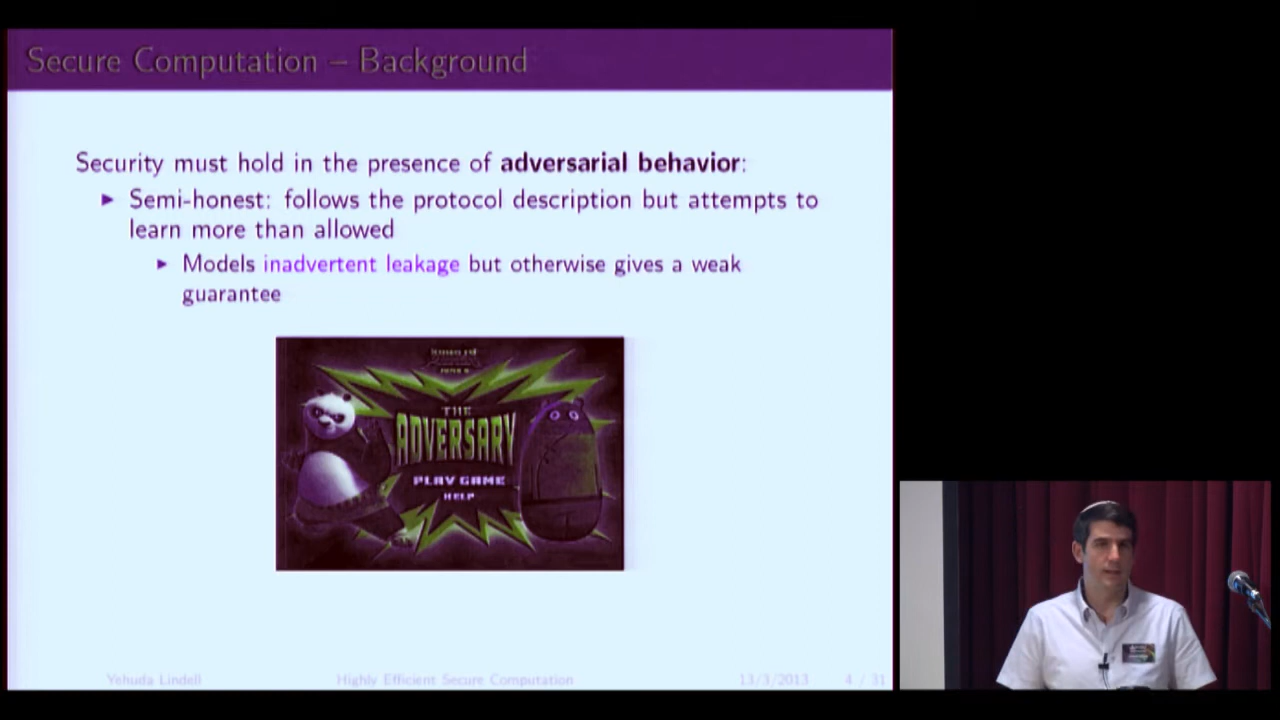 Secure Computation – Background
Security must hold in the presence of adversarial behavior:
Semi-honest: follows the protocol description but attempts to
learn more than allowed
Models inadvertent leakage but otherwise gives a weak
guarantee
THE
ADVERSARY
PLAY GAME
HELP
Yehuda Lindell Highly Efficient Secure Computation 13/3/2013 4 / 31